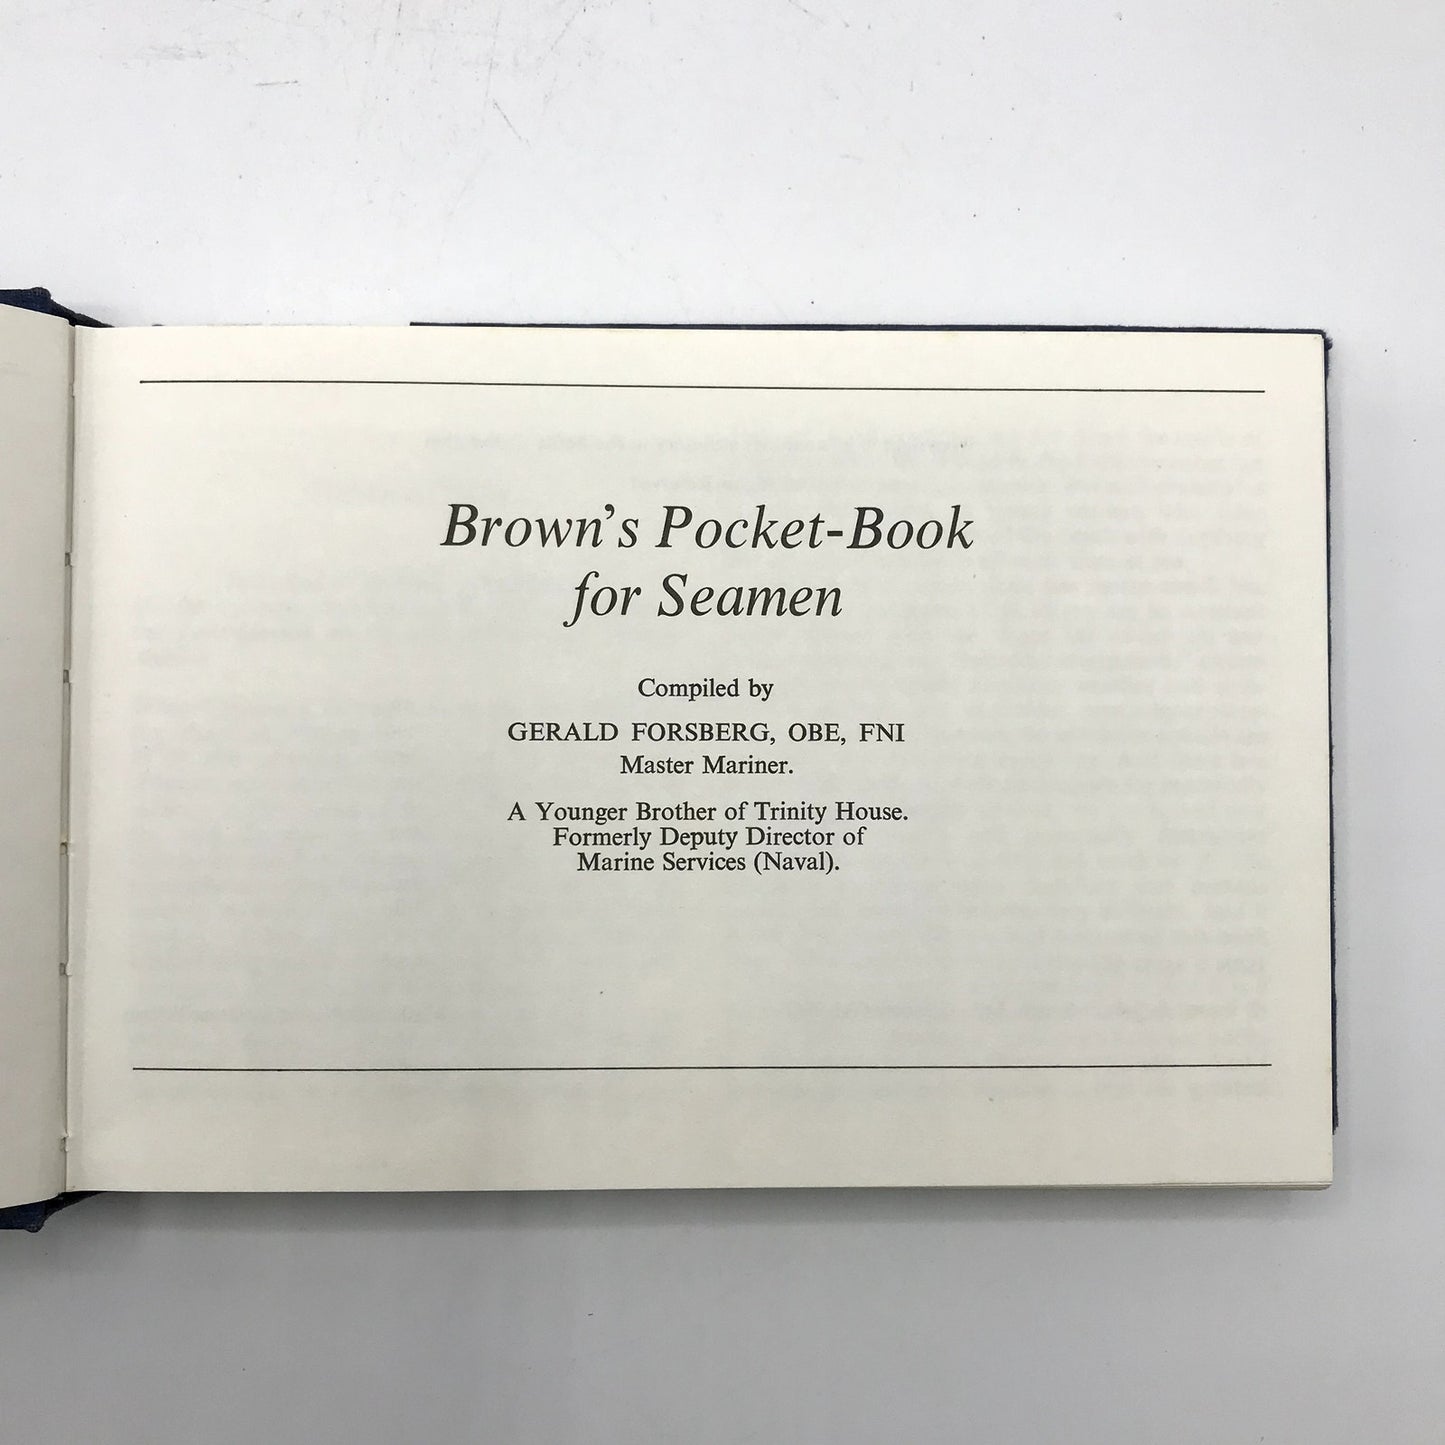 Brown's Pocket-Book
for Seamen
Compiled by
GERALD FORSBERG, OBE, FNI
Master Mariner.
A Younger Brother of Trinity House.
Formerly Deputy Director of
Marine Services (Naval).